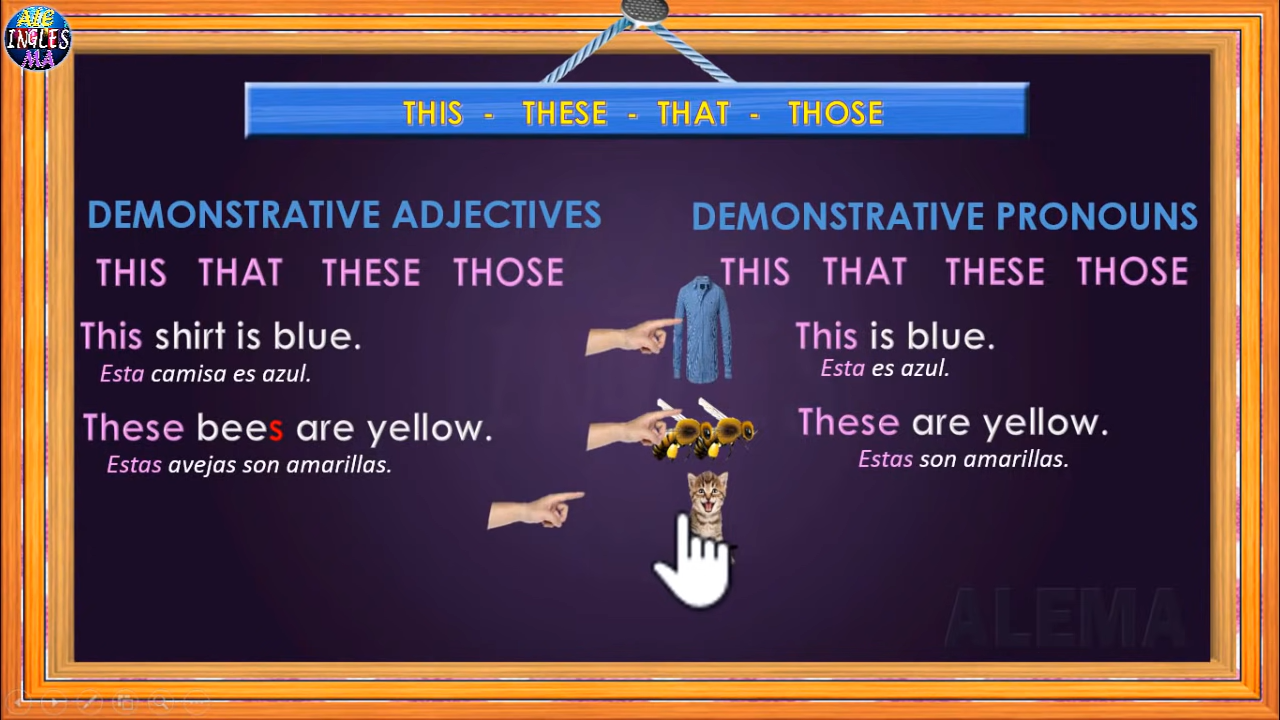 ALE
INGLES
MA
THIS - THESE - THAT - THOSE
DEMONSTRATIVE ADJECTIVES
THIS THAT THESE THOSE
This shirt is blue.
Esta camisa es azul.
These bees are yellow.
Estas avejas son amarillas.
DEMONSTRATIVE PRONOUNS
THIS THAT THESE THOSE
This is blue.
Esta es azul.
These are yellow.
Estas son amarillas.
ALEMA